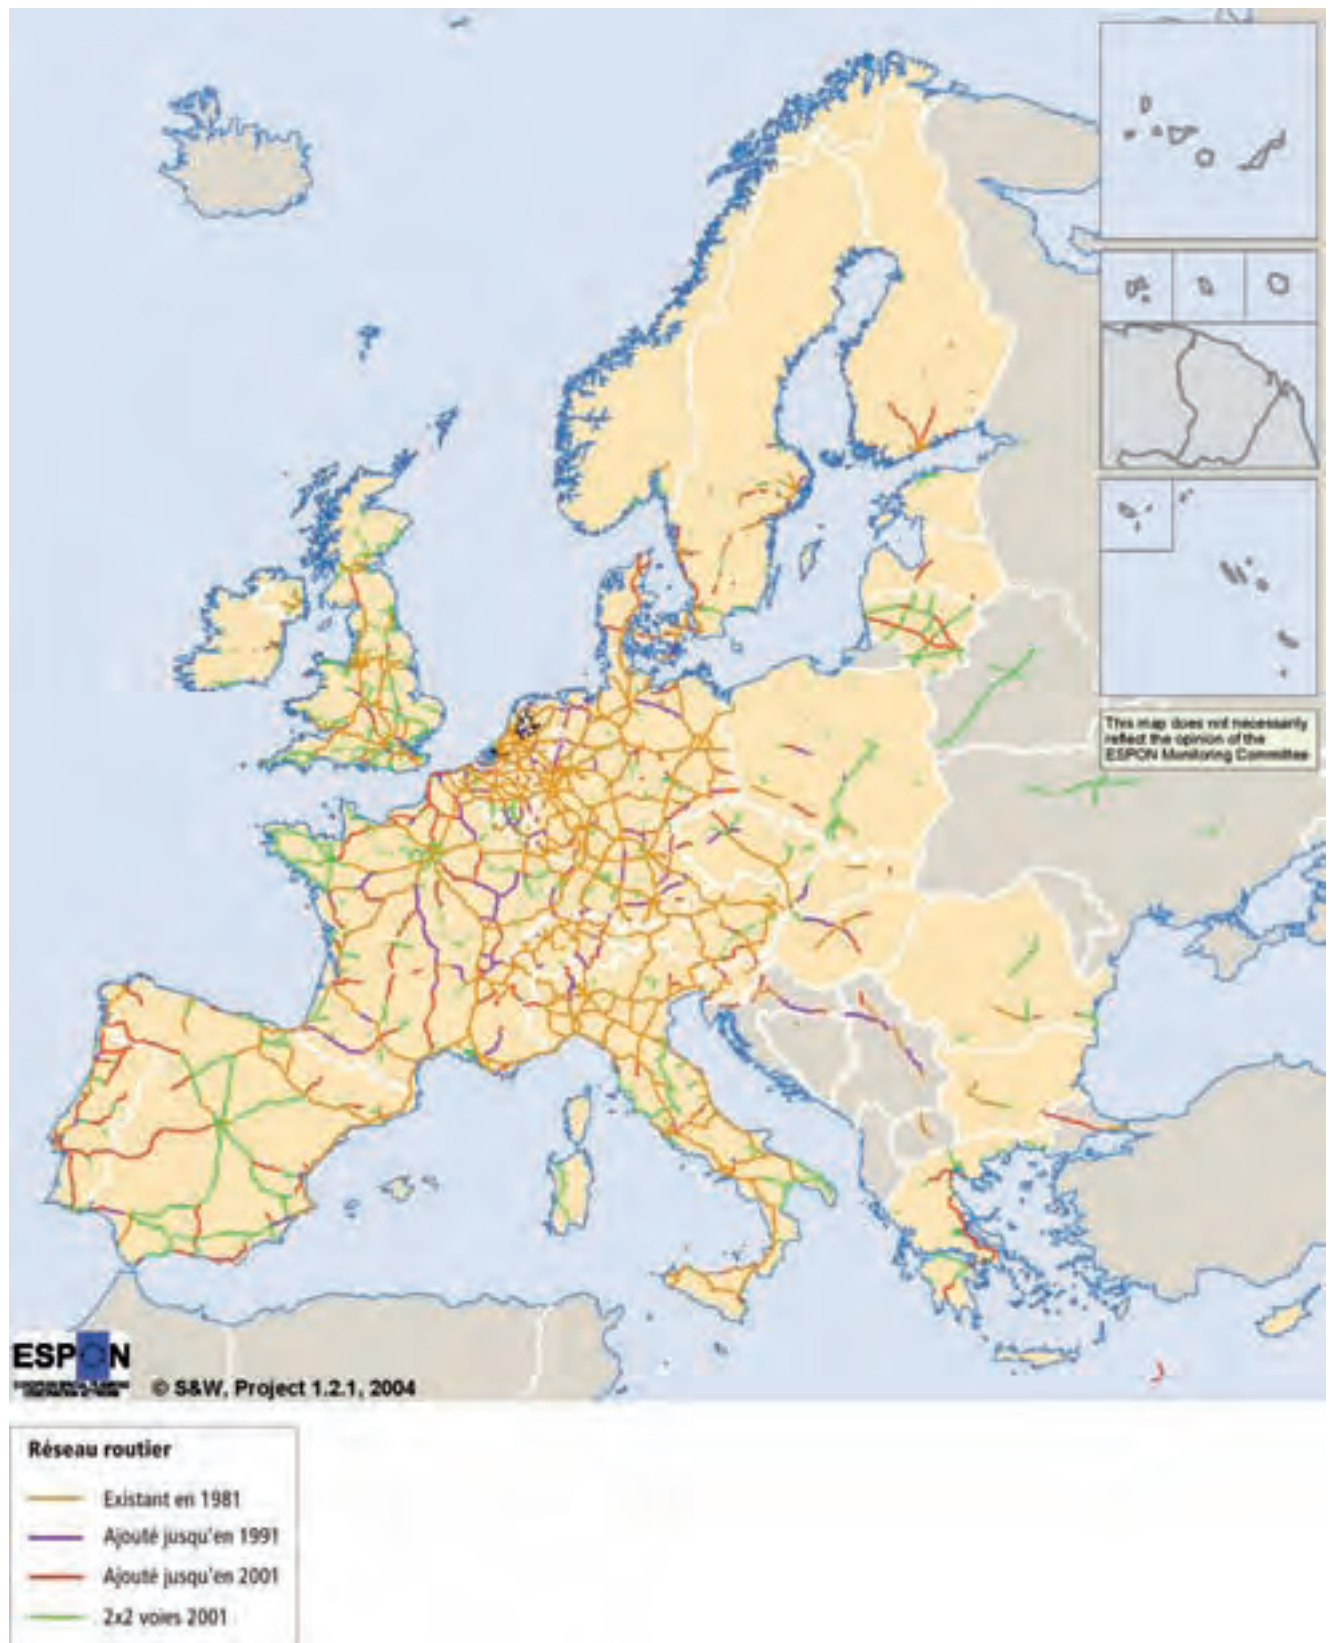 This map does not necessarily
reflect the opinion of the
ESPON Monitoring Committee
ESPON
© S&W, Project 1.2.1, 2004
Réseau routier
Existant en 1981
Ajouté jusqu'en 1991
Ajouté jusqu'en 2001
2x2 voies 2001